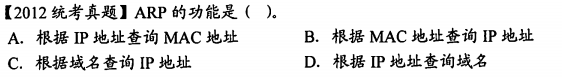 【2012 统考真题】ARP 的功能是（ ）。
A. 根据 IP 地址查询 MAC 地址 B. 根据 MAC 地址查询 IP 地址
C. 根据域名查询 IP 地址 D. 根据 IP 地址查询域名